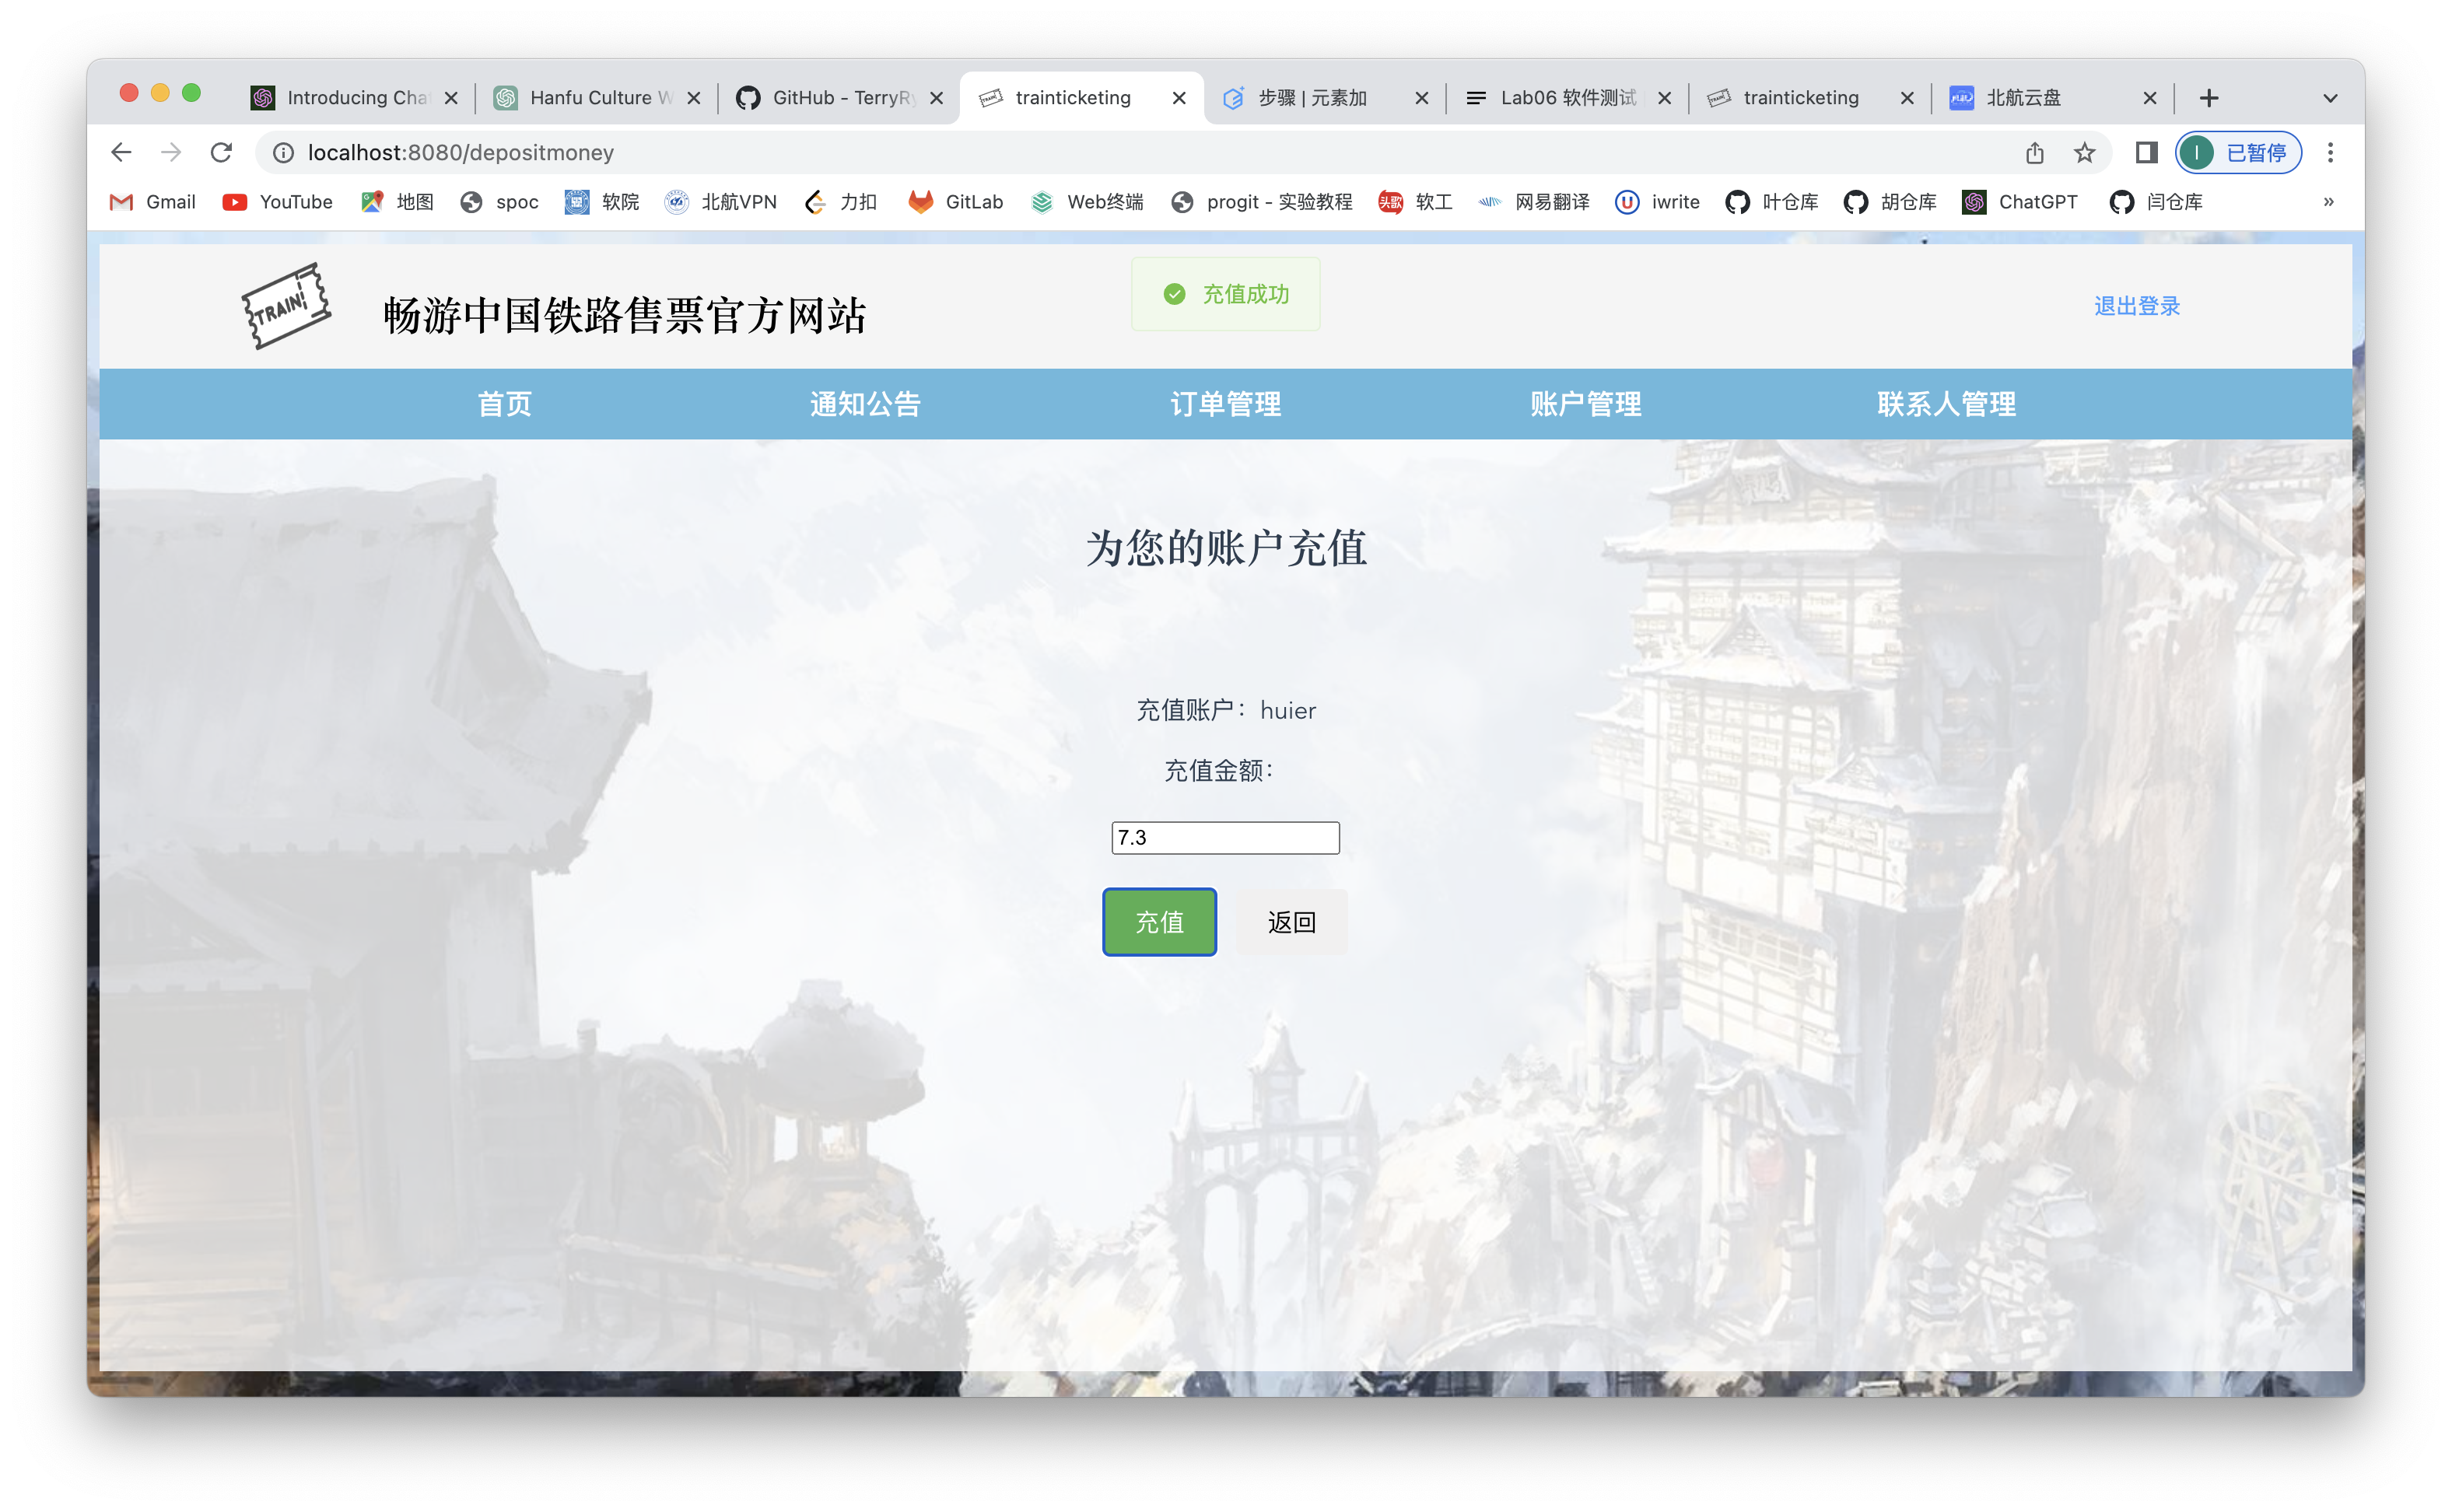 Introducing Cha
Hanfu Culture W
GitHub - TerryRy
trainticketing
步骤 | 元素加
Lab06 软件测试
trainticketing
北航云盘
localhost:8080/depositmoney
I
已暂停
Gmail
YouTube
地图
spoc
软院
北航VPN
力扣
GitLab
Web终端
progit - 实验教程
头歌
软工
网易翻译
iwrite
叶仓库
胡仓库
ChatGPT
闫仓库
»
TRAIN
畅游中国铁路售票官方网站
充值成功
退出登录
首页
通知公告
订单管理
账户管理
联系人管理
为您的账户充值
充值账户：huier
充值金额：
7.3
充值
返回